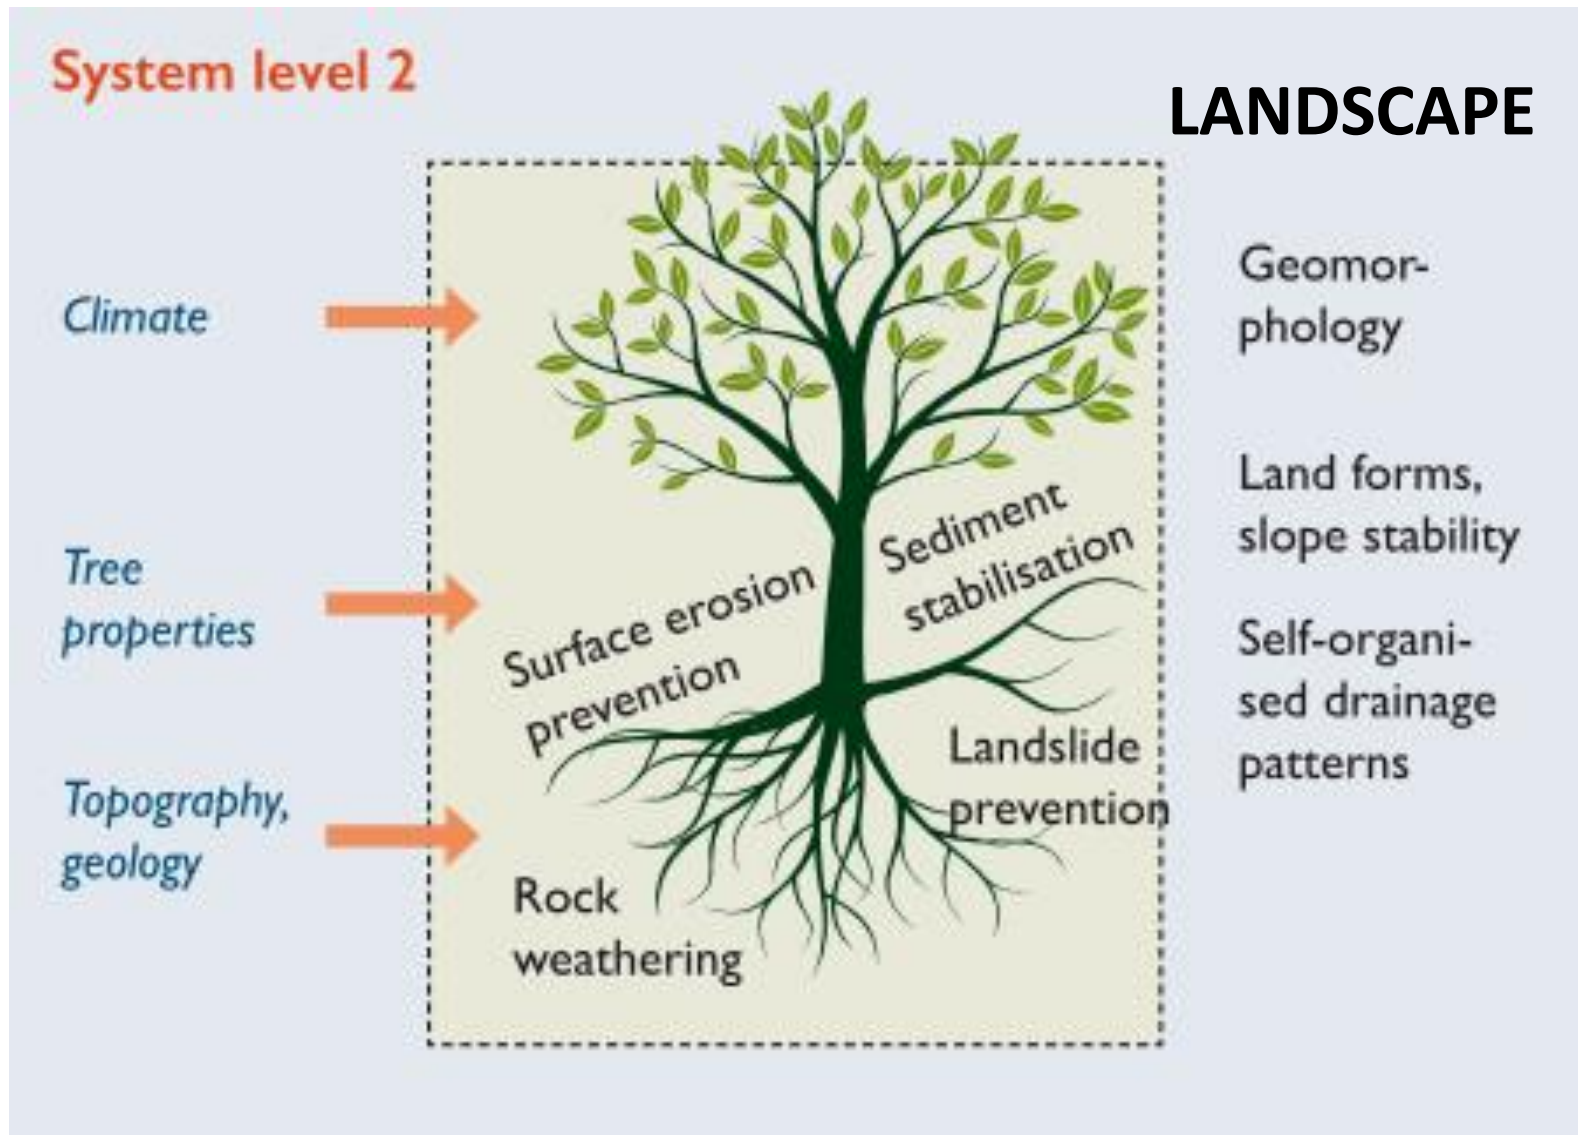 System level 2
LANDSCAPE
Climate
Tree
properties
Topography,
geology
Surface erosion
prevention
Sediment
stabilisation
Landslide
prevention
Rock
weathering
Geomor-
phology
Land forms,
slope stability
Self-organi-
sed drainage
patterns